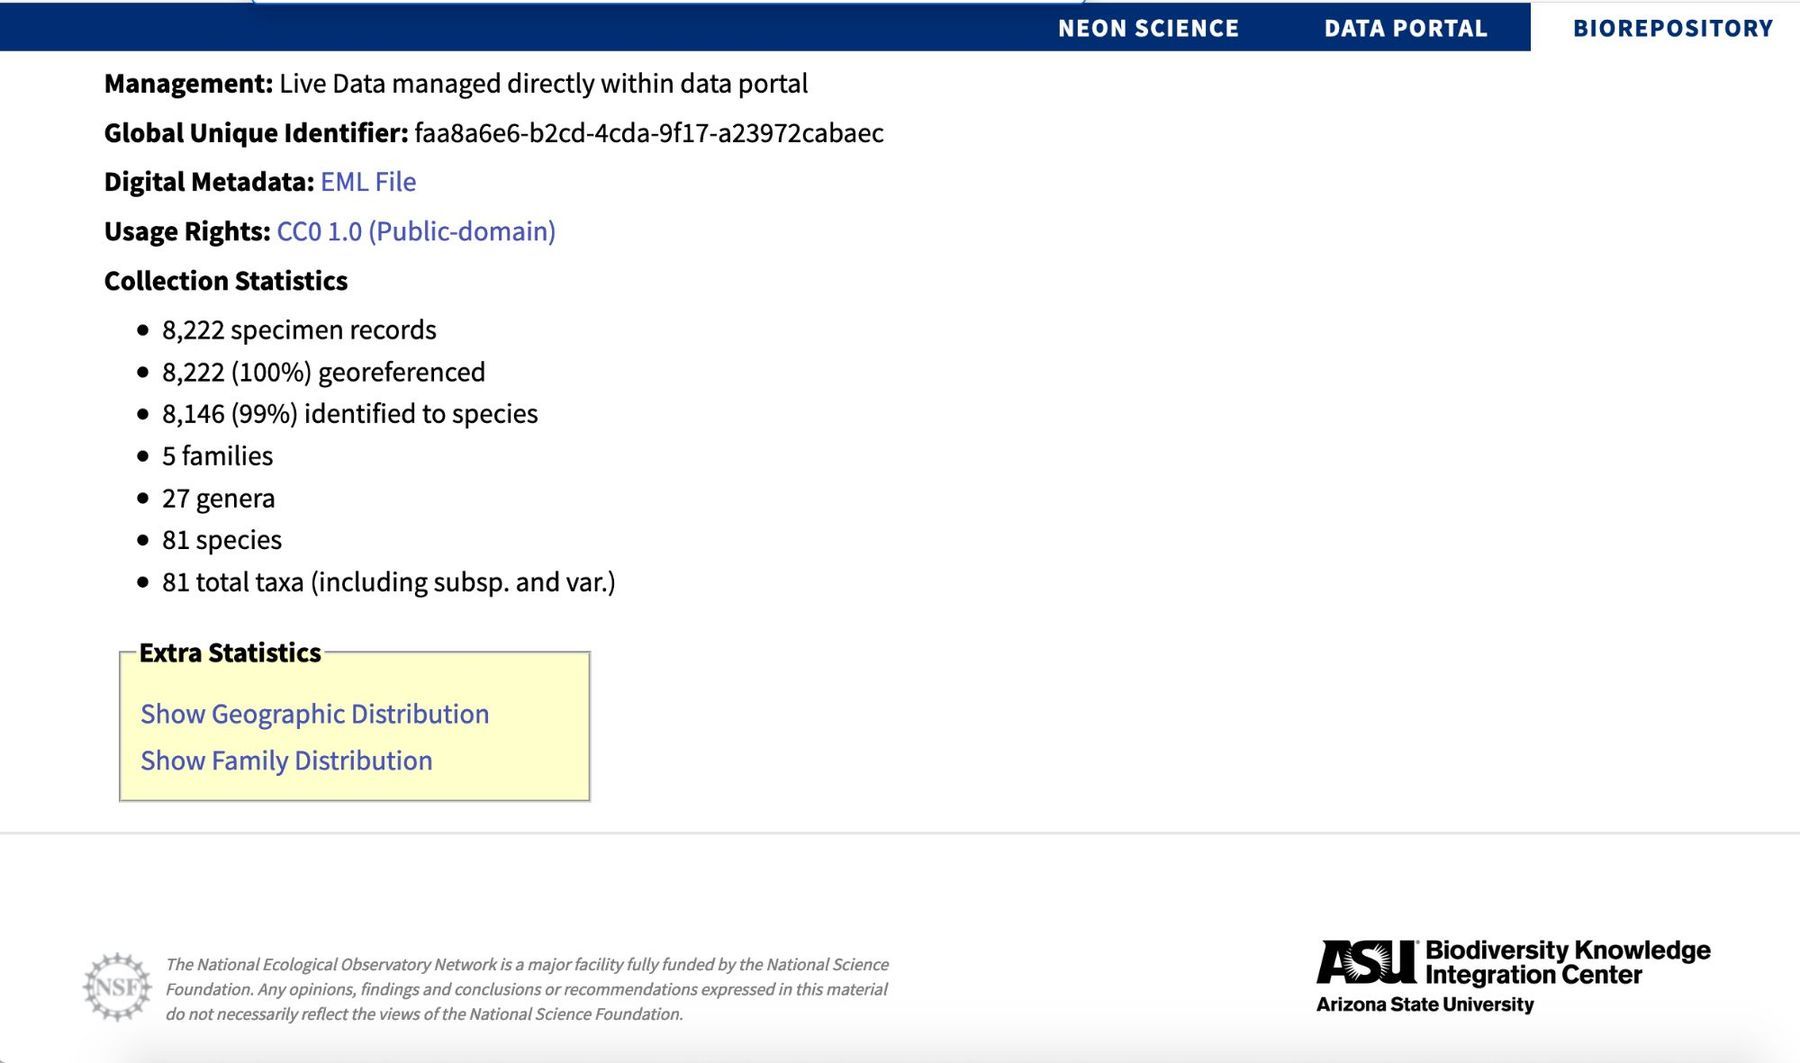 NEON SCIENCE DATA PORTAL BIOREPOSITORY
Management: Live Data managed directly within data portal
Global Unique Identifier: faa8a6e6-b2cd-4cda-9f17-a23972cabaec
Digital Metadata: EML File
Usage Rights: CC0 1.0 (Public-domain)
Collection Statistics
8,222 specimen records
8,222 (100%) georeferenced
8,146 (99%) identified to species
5 families
27 genera
81 species
81 total taxa (including subsp. and var.)
Extra Statistics
Show Geographic Distribution
Show Family Distribution
NSF
The National Ecological Observatory Network is a major facility fully funded by the National Science
Foundation. Any opinions, findings and conclusions or recommendations expressed in this material
do not necessarily reflect the views of the National Science Foundation.
ASU Biodiversity Knowledge
Integration Center
Arizona State University